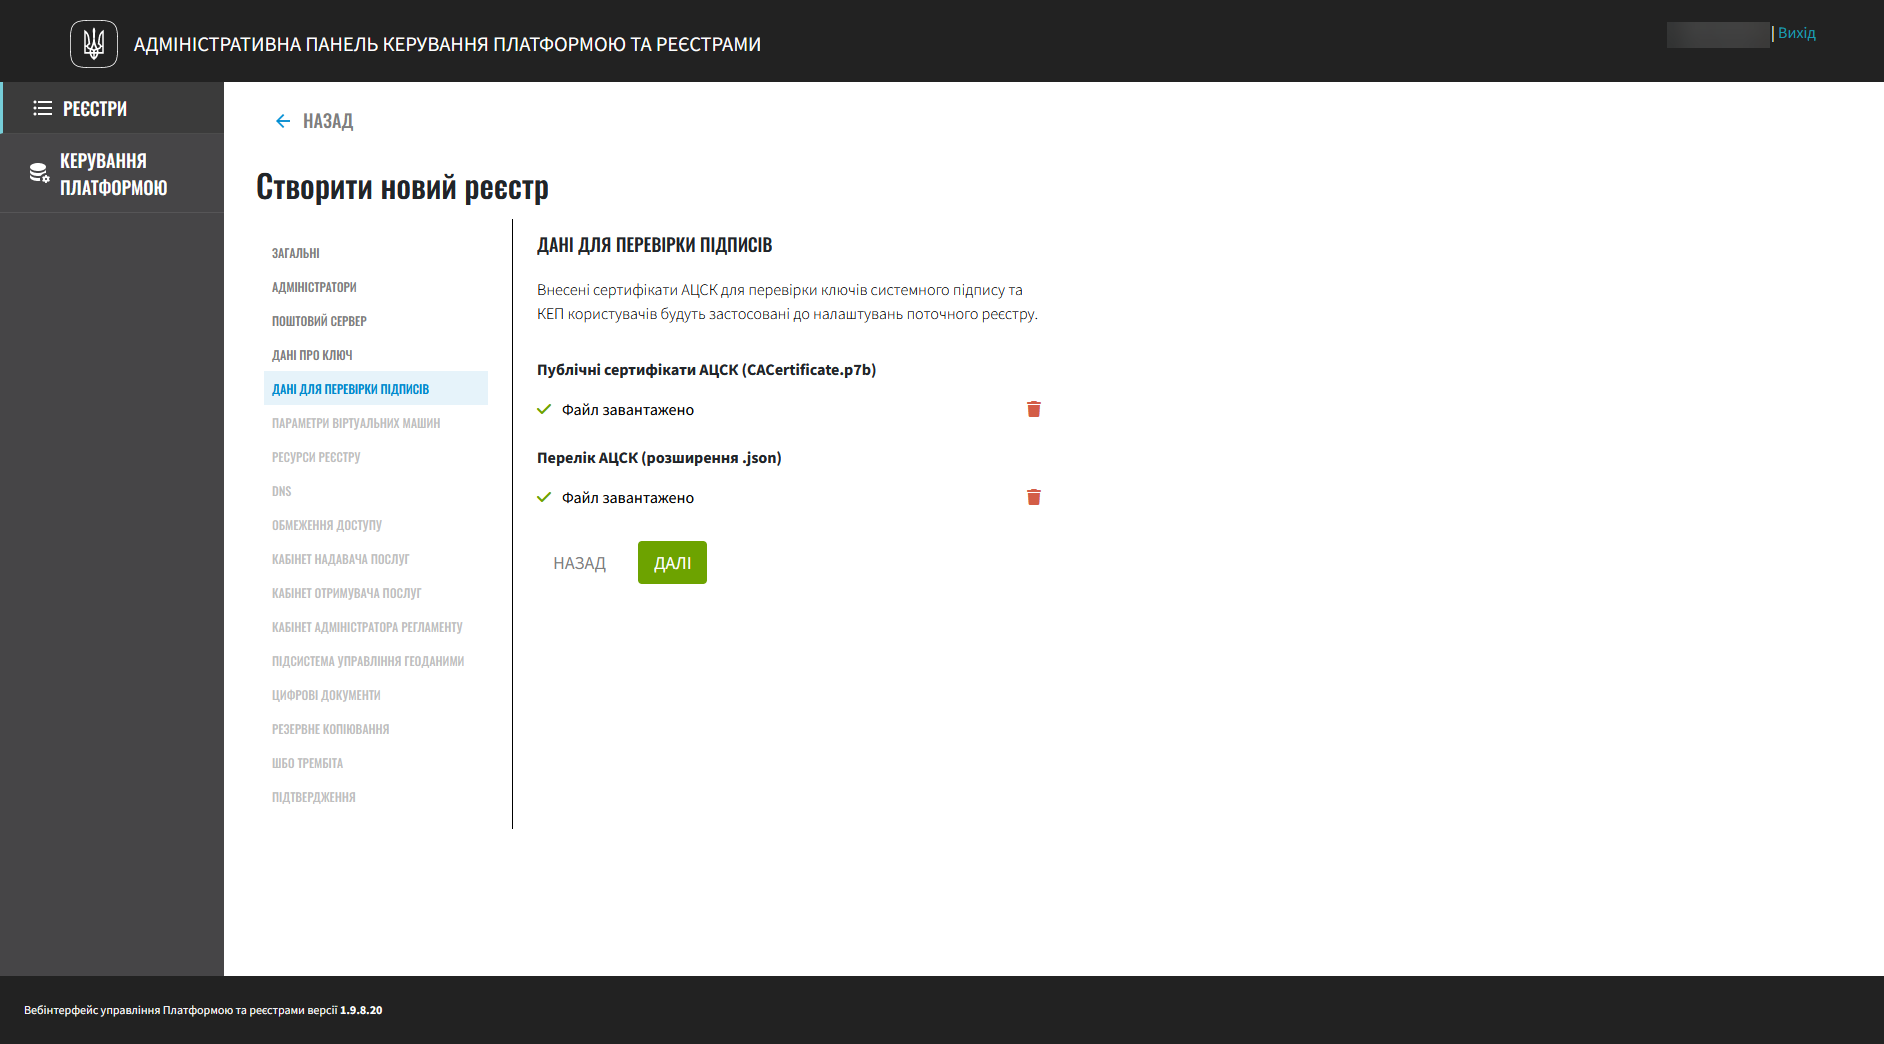 АДМІНІСТРАТИВНА ПАНЕЛЬ КЕРУВАННЯ ПЛАТФОРМОЮ ТА РЕЄСТРАМИ
| Вихід
РЕЄСТРИ
КЕРУВАННЯ
ПЛАТФОРМОЮ
НАЗАД
Створити новий реєстр
ЗАГАЛЬНІ
АДМІНІСТРАТОРИ
ПОШТОВИЙ СЕРВЕР
ДАНІ ПРО КЛЮЧ
ДАНІ ДЛЯ ПЕРЕВІРКИ ПІДПИСІВ
ПАРАМЕТРИ ВІРТУАЛЬНИХ МАШИН
РЕСУРСИ РЕЄСТРУ
DNS
ОБМЕЖЕННЯ ДОСТУПУ
КАБІНЕТ НАДАВАЧА ПОСЛУГ
КАБІНЕТ ОТРИМУВАЧА ПОСЛУГ
КАБІНЕТ АДМІНІСТРАТОРА РЕГЛАМЕНТУ
ПІДСИСТЕМА УПРАВЛІННЯ ГЕОДАНИМИ
ЦИФРОВІ ДОКУМЕНТИ
РЕЗЕРВНЕ КОПІЮВАННЯ
ШБО ТРЕМБІТА
ПІДТВЕРДЖЕННЯ
ДАНІ ДЛЯ ПЕРЕВІРКИ ПІДПИСІВ
Внесені сертифікати АЦСК для перевірки ключів системного підпису та
КЕП користувачів будуть застосовані до налаштувань поточного реєстру.
Публічні сертифікати АЦСК (CACertificate.p7b)
Файл завантажено
Перелік АЦСК (розширення .json)
Файл завантажено
НАЗАД
ДАЛІ
Вебінтерфейс управління Платформою та реєстрами версії 1.9.8.20